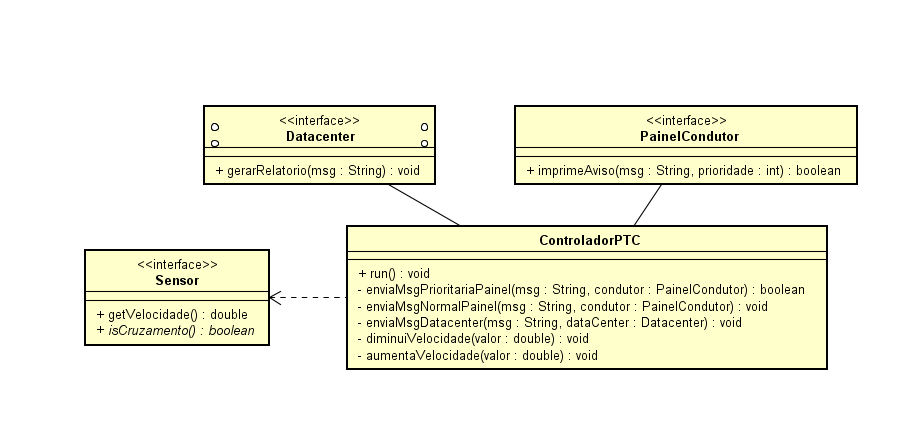 <<interface>>
Datacenter
+ gerarRelatorio(msg : String) : void
<<interface>>
PainelCondutor
+ imprimeAviso(msg : String, prioridade : int) : boolean
<<interface>>
Sensor
+ getVelocidade() : double
+ isCruzamento() : boolean
ControladorPTC
+ run() : void
- enviaMsgPrioritariaPainel(msg : String, condutor : PainelCondutor) : boolean
- enviaMsgNormalPainel(msg : String, condutor : PainelCondutor) : void
- enviaMsgDatacenter(msg : String, dataCenter : Datacenter) : void
- diminuiVelocidade(valor : double) : void
- aumentaVelocidade(valor : double) : void